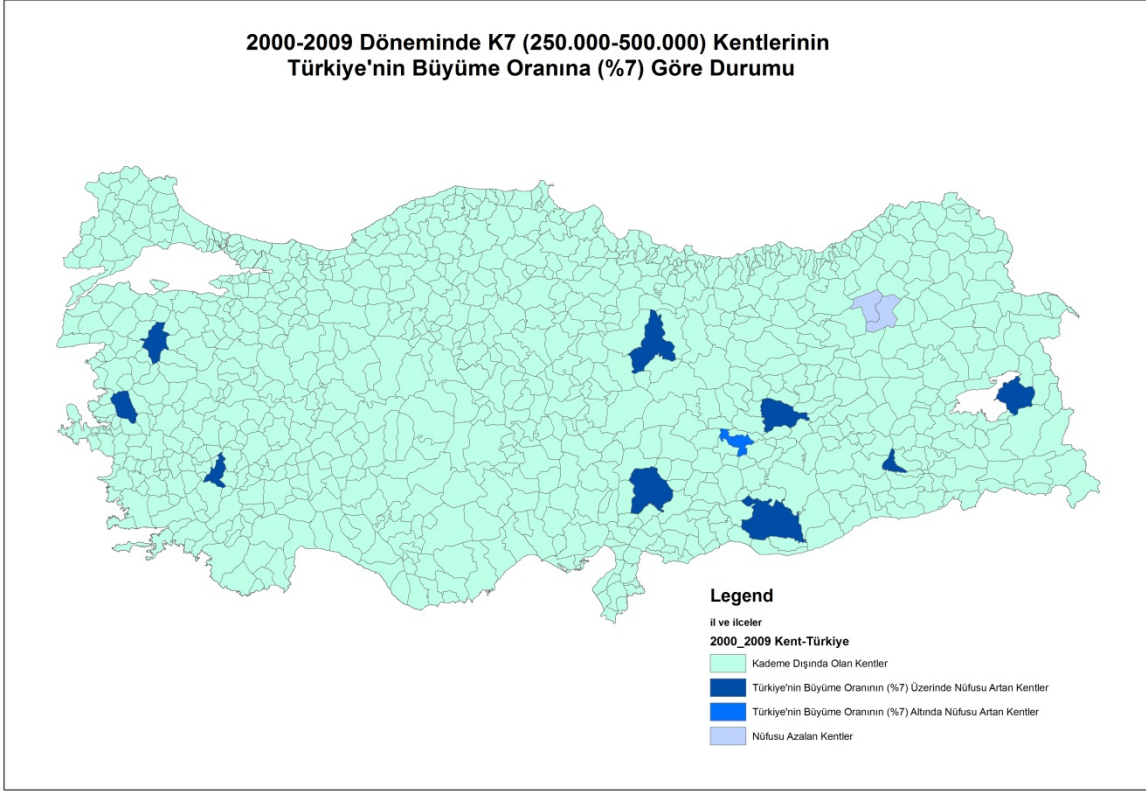 2000-2009 Döneminde K7 (250.000-500.000) Kentlerinin
Türkiye'nin Büyüme Oranına (%7) Göre Durumu
Legend
il ve ilceler
2000_2009 Kent-Türkiye
Kademe Dışında Olan Kentler
Türkiye'nin Büyüme Oranının (%7) Üzerinde Nüfusu Artan Kentler
Türkiye'nin Büyüme Oranının (%7) Altında Nüfusu Artan Kentler
Nüfusu Azalan Kentler